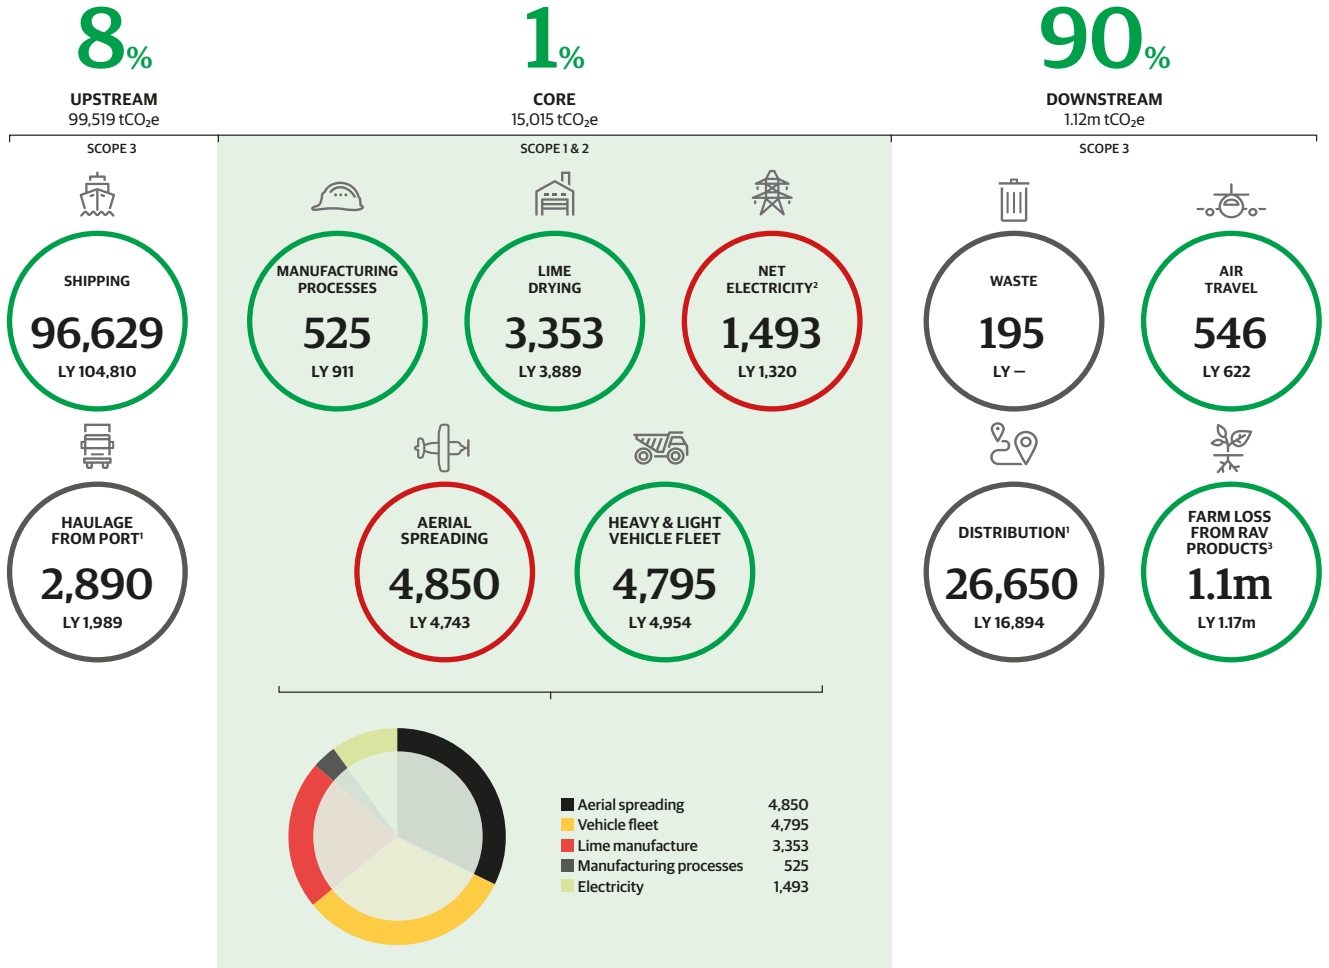 8%
UPSTREAM
99,519 tCO₂e
SCOPE 3
1%
CORE
15,015 tCO₂e
SCOPE 1 & 2
90%
DOWNSTREAM
1.12m tCO₂e
SCOPE 3
SHIPPING
96,629
LY 104,810
MANUFACTURING
PROCESSES
525
LY 911
LIME
DRYING
3,353
LY 3,889
NET
ELECTRICITY²
1,493
LY 1,320
WASTE
195
LY –
AIR
TRAVEL
546
LY 622
HAULAGE
FROM PORT¹
2,890
LY 1,989
AERIAL
SPREADING
4,850
LY 4,743
HEAVY & LIGHT
VEHICLE FLEET
4,795
LY 4,954
DISTRIBUTION¹
26,650
LY 16,894
FARM LOSS
FROM RAV
PRODUCTS³
1.1m
LY 1.17m
Aerial spreading 4,850
Vehicle fleet 4,795
Lime manufacture 3,353
Manufacturing processes 525
Electricity 1,493